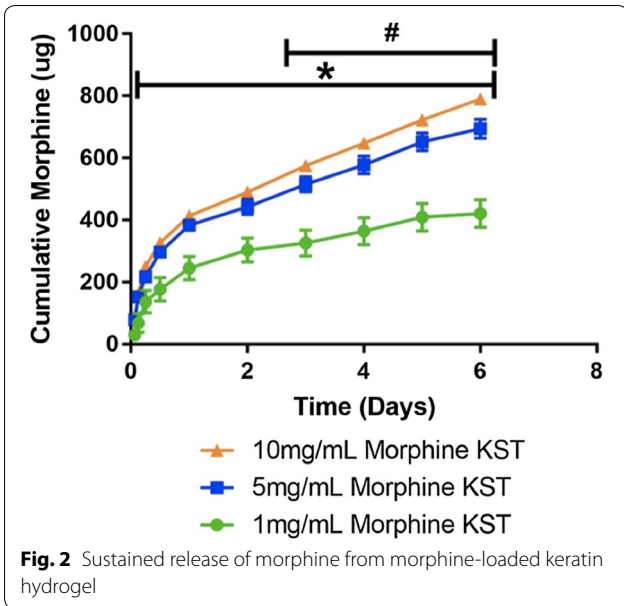 1000
#
*
800
600
400
200
0
Cumulative Morphine (ug)
0 2 4 6 8
Time (Days)
10mg/mL Morphine KST
5mg/mL Morphine KST
1mg/mL Morphine KST
Fig. 2 Sustained release of morphine from morphine-loaded keratin
hydrogel